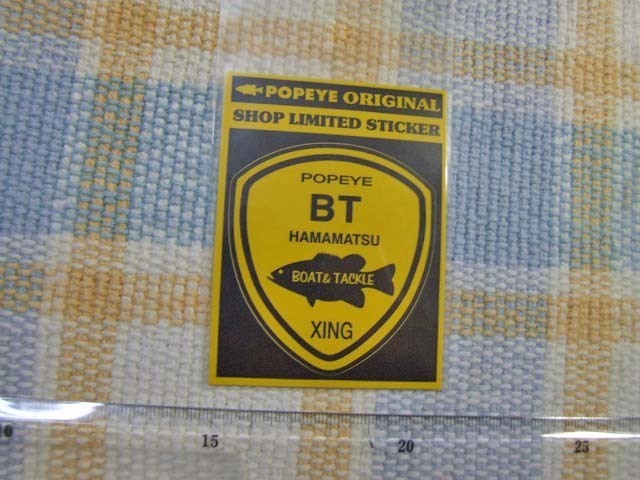 POPEYE ORIGINAL
SHOP LIMITED STICKER
POPEYE
BT
HAMAMATSU
BOAT& TACKLE
XING
10 15 20 25